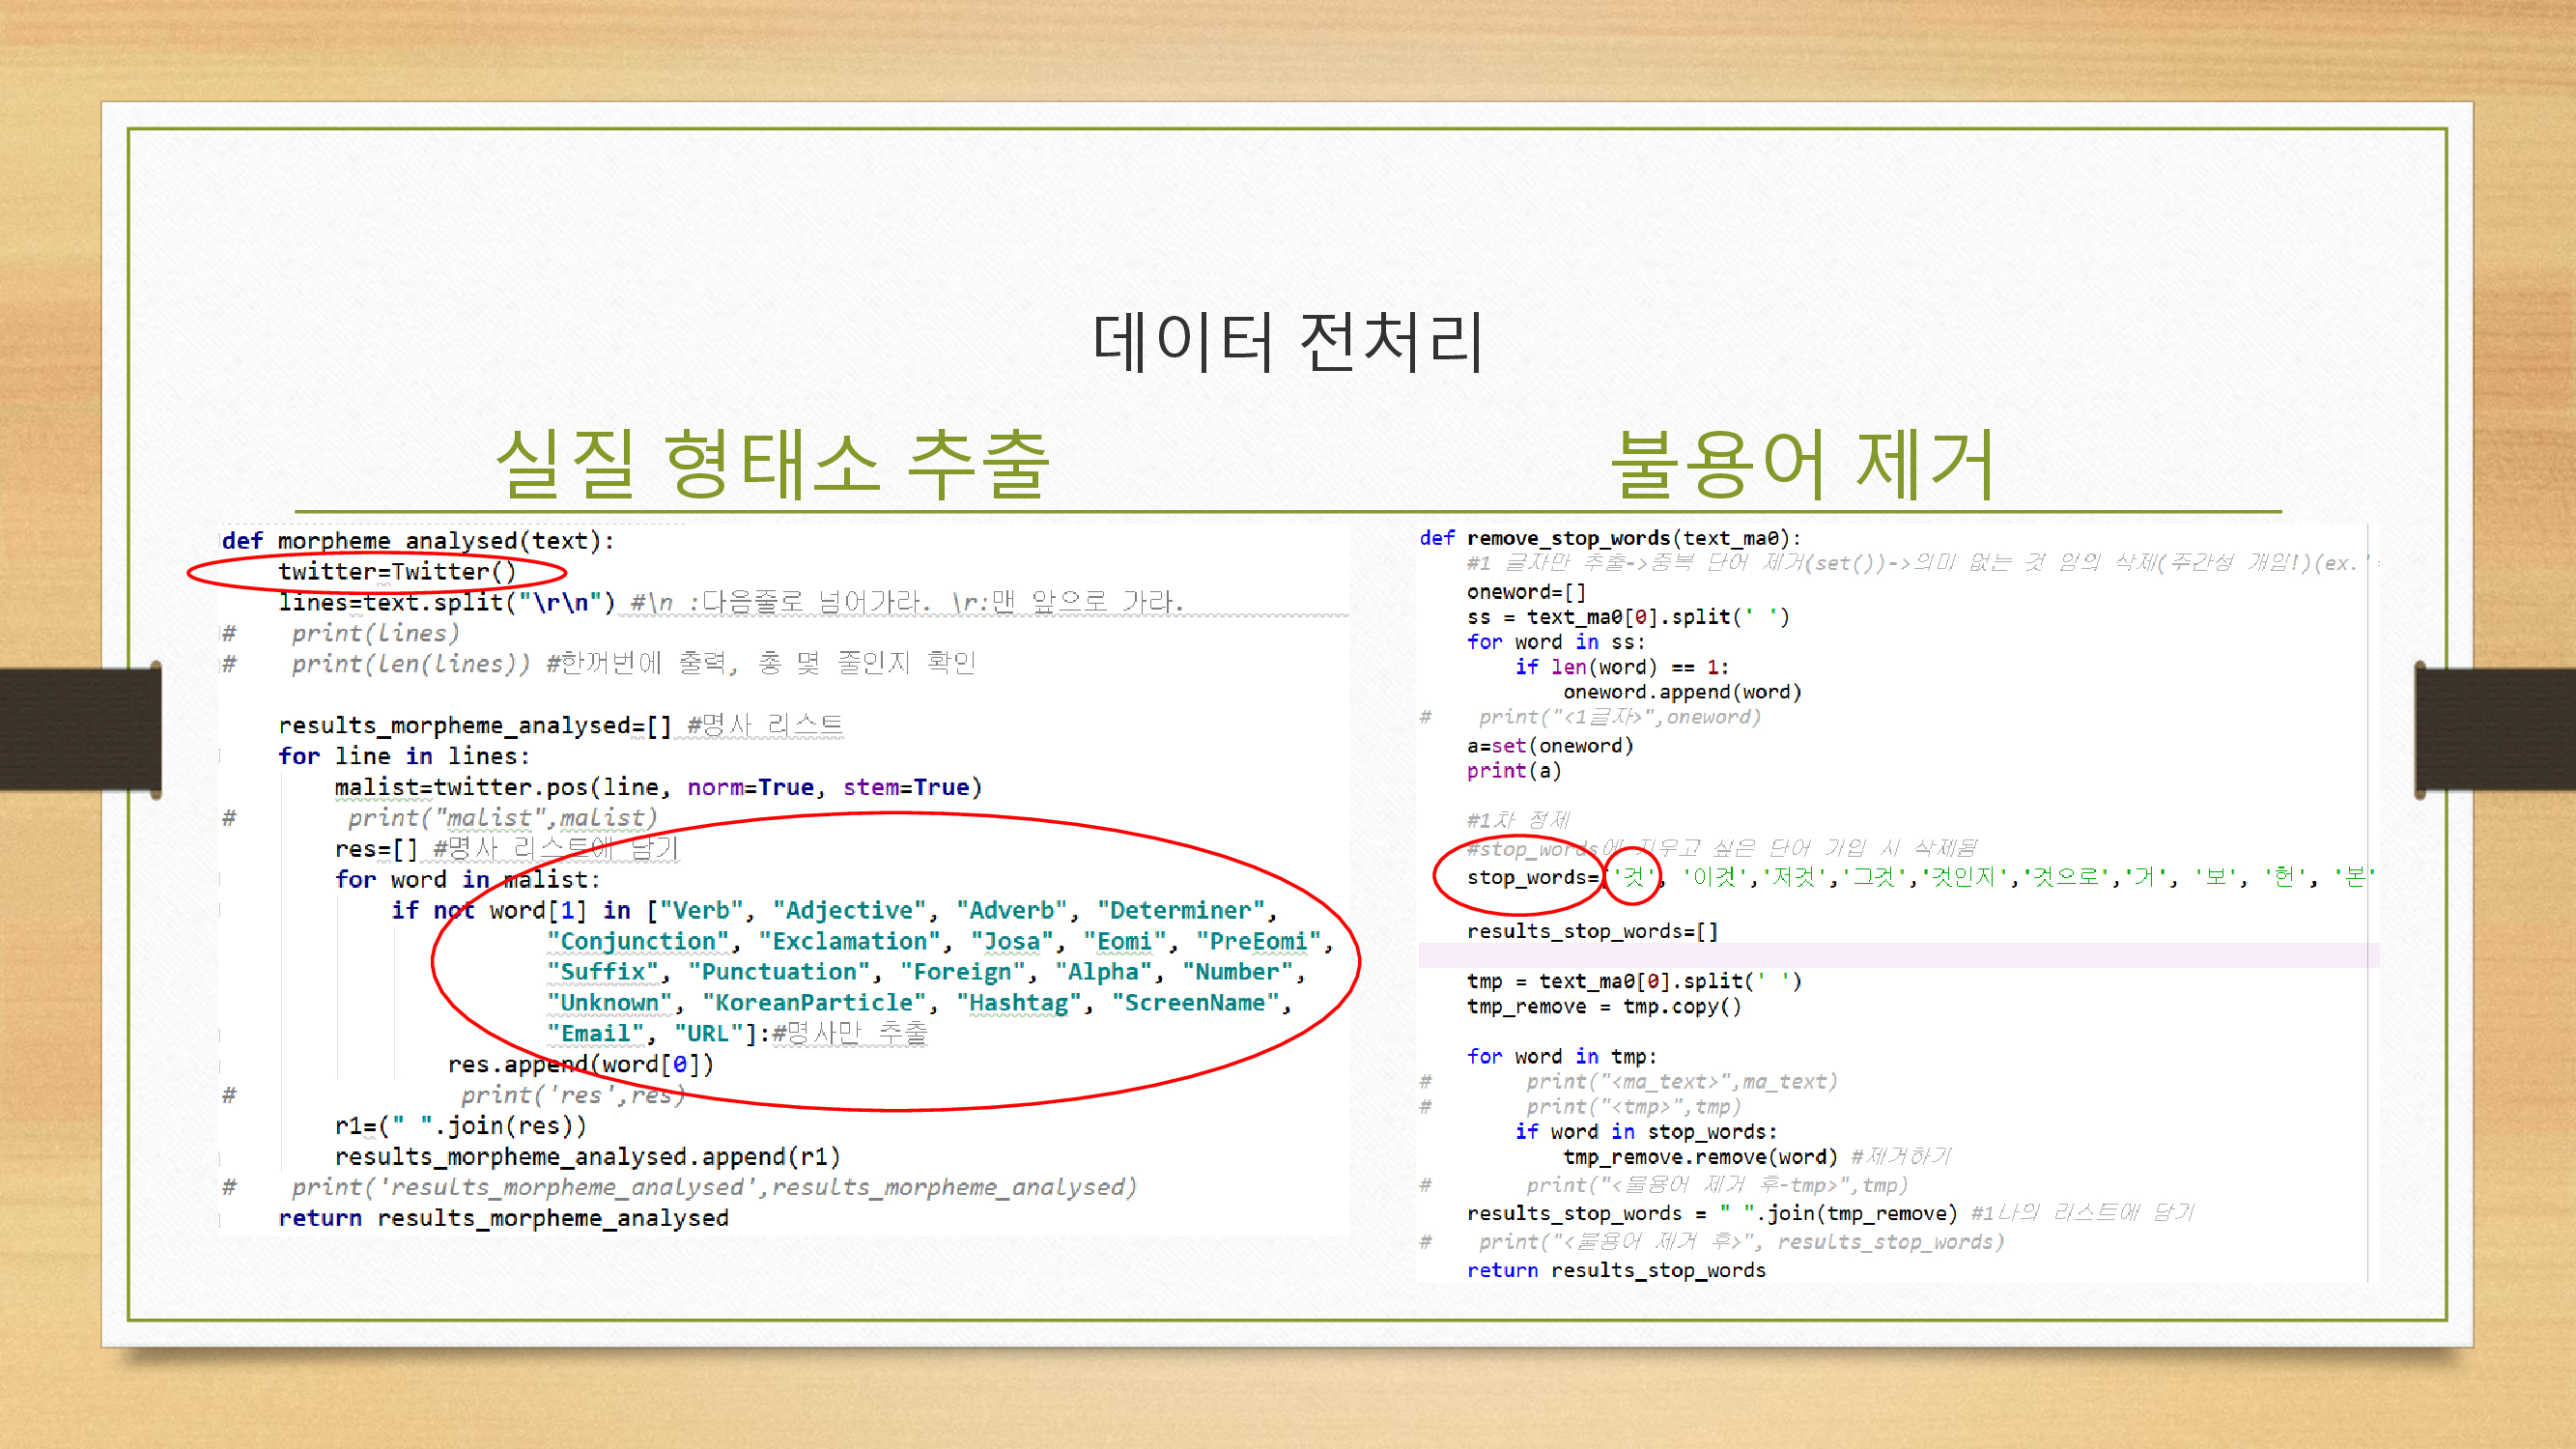 데이터 전처리
실질 형태소 추출
def morpheme_analysed(text):
    twitter=Twitter()
    lines=text.split("\r\n") #\n :다음줄로 넘어가라. \r:맨 앞으로 가라.
#    print(lines)
#    print(len(lines)) #한꺼번에 출력, 총 몇 줄인지 확인
    results_morpheme_analysed=[] #명사 리스트
    for line in lines:
        malist=twitter.pos(line, norm=True, stem=True)
#        print("malist",malist)
        res=[] #명사 리스트에 담기
        for word in malist:
            if not word[1] in ["Verb", "Adjective", "Adverb", "Determiner",
                       "Conjunction", "Exclamation", "Josa", "Eomi", "PreEomi",
                       "Suffix", "Punctuation", "Foreign", "Alpha", "Number",
                       "Unknown", "KoreanParticle", "Hashtag", "ScreenName",
                       "Email", "URL"]:#명사만 추출
                res.append(word[0])
#                print('res',res)
        r1=(" ".join(res))
        results_morpheme_analysed.append(r1)
#    print('results_morpheme_analysed',results_morpheme_analysed)
    return results_morpheme_analysed
불용어 제거
def remove_stop_words(text_ma0):
    #1 글자만 추출->중복 단어 제거(set())->의미 없는 것 임의 삭제(주간성 개입!)(ex.'
    oneword=[]
    ss = text_ma0[0].split(' ')
    for word in ss:
        if len(word) == 1:
            oneword.append(word)
#    print("<1글자>",oneword)
    a=set(oneword)
    print(a)
    #1차 정제
    #stop_words에 지우고 싶은 단어 기입 시 삭제됨
    stop_words=['것', '이것','저것','그것','것인지','것으로','거', '보', '헌', '본'
    results_stop_words=[]
    tmp = text_ma0[0].split(' ')
    tmp_remove = tmp.copy()
    for word in tmp:
#        print("<ma_text>",ma_text)
#        print("<tmp>",tmp)
        if word in stop_words:
            tmp_remove.remove(word) #제거하기
#        print("<불용어 제거 후-tmp>",tmp)
    results_stop_words = " ".join(tmp_remove) #1나의 리스트에 담기
#    print("<불용어 제거 후>", results_stop_words)
    return results_stop_words